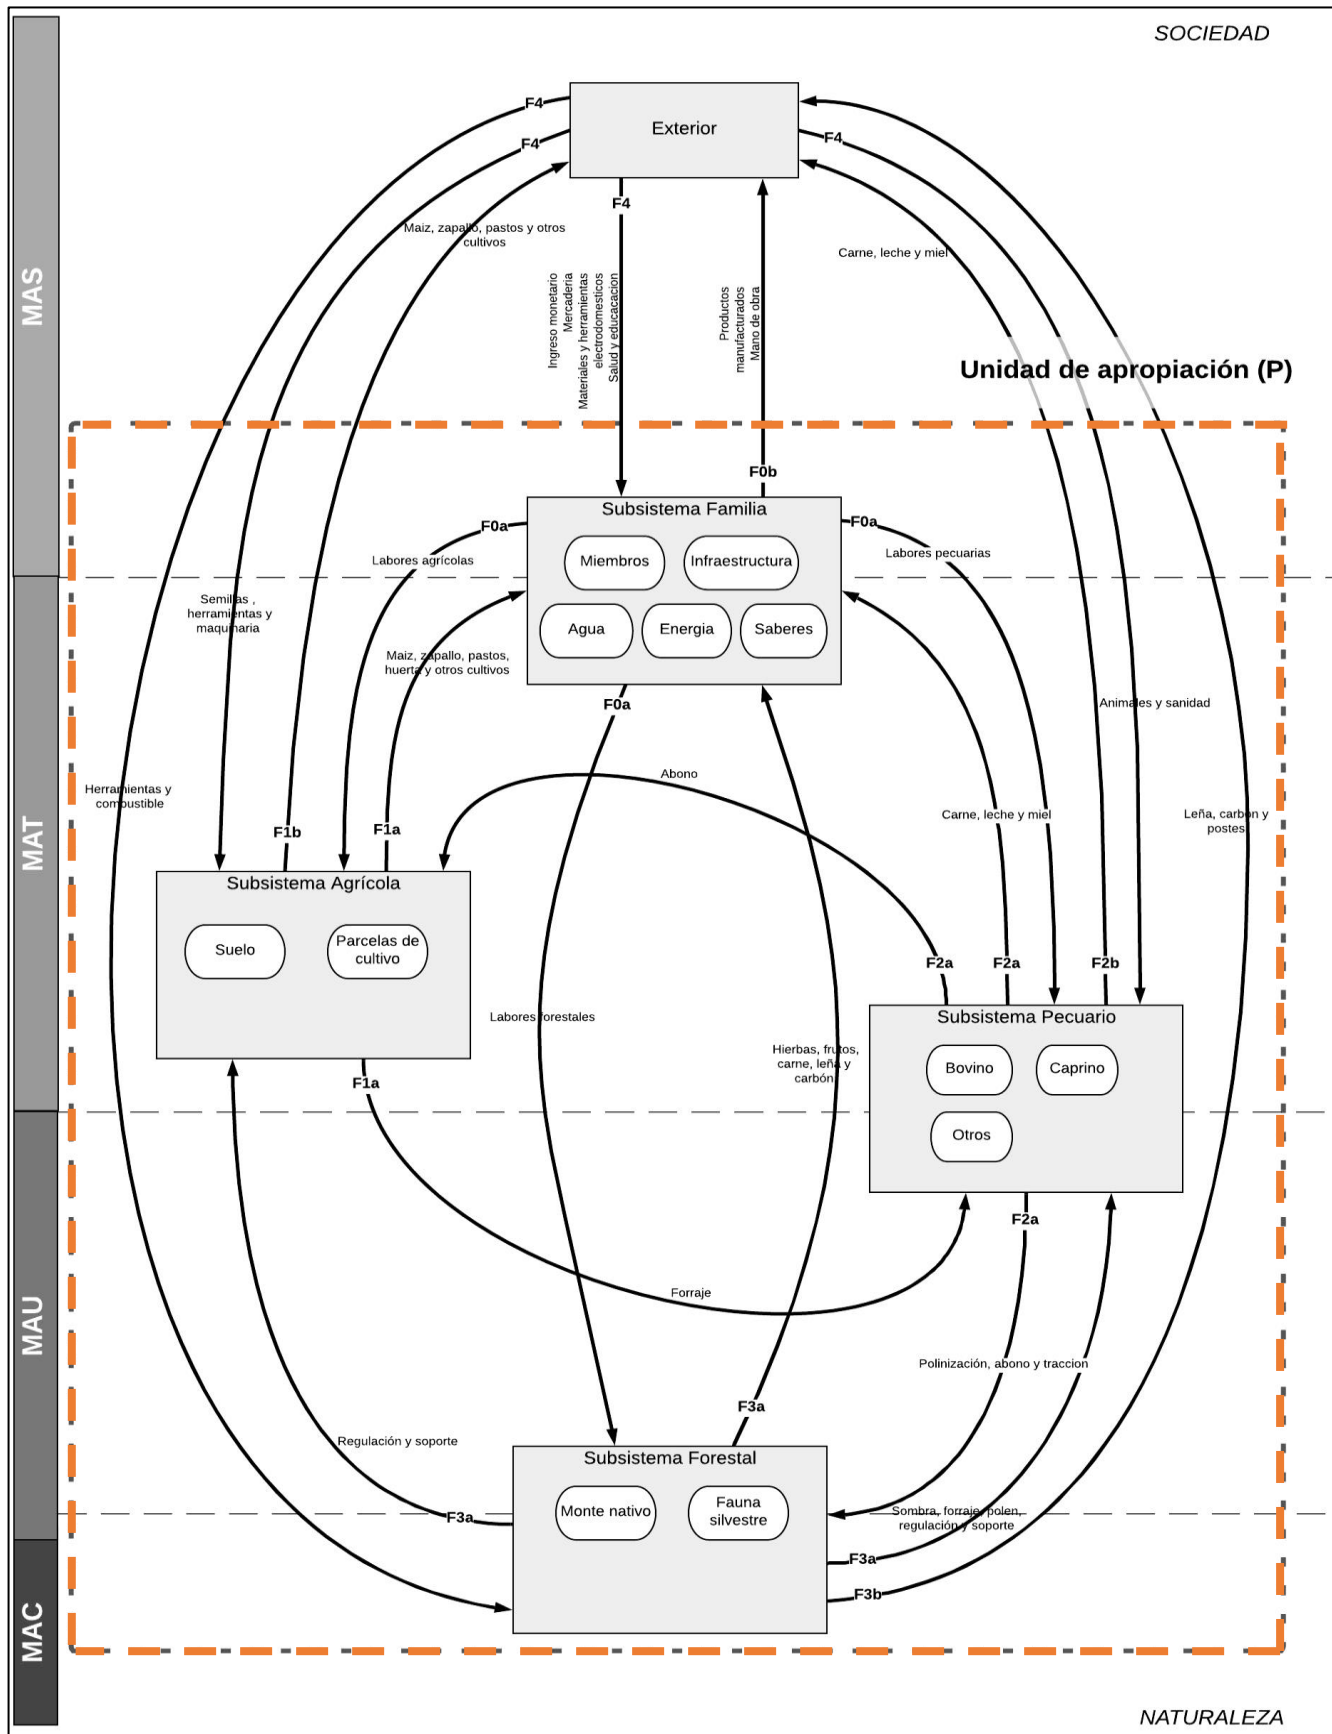 SOCIEDAD
MAS
Exterior
F4
F4
F4
F4
Maiz, zapallo, pastos y otros
cultivos
Carne, leche y miel
Ingreso monetario
Mercaderia
Materiales y herramientas
electrodomesticos
Salud y educacacion
Productos
manufacturados
Mano de obra
Unidad de apropiación (P)
F0b
Subsistema Familia
F0a
F0a
Labores agrícolas
Miembros
Infraestructura
Labores pecuarias
Semillas ,
herramientas y
maquinaria
Agua
Energia
Saberes
Maiz, zapallo, pastos,
huerta y otros cultivos
F0a
Animales y sanidad
MAT
Abono
Herramientas y
combustible
Carne, leche y miel
Leña, carbón y
postes
F1b
F1a
Subsistema Agrícola
Suelo
Parcelas de
cultivo
F2a
F2a
F2b
Labores forestales
Subsistema Pecuario
Hierbas, frutos,
carne, leña y
carbón
Bovino
Caprino
F1a
Otros
F2a
MAU
Forraje
Polinización, abono y traccion
F3a
Regulación y soporte
Subsistema Forestal
Monte nativo
Fauna
silvestre
F3a
Sombra, forraje, polen,
regulación y soporte
F3a
F3b
MAC
NATURALEZA